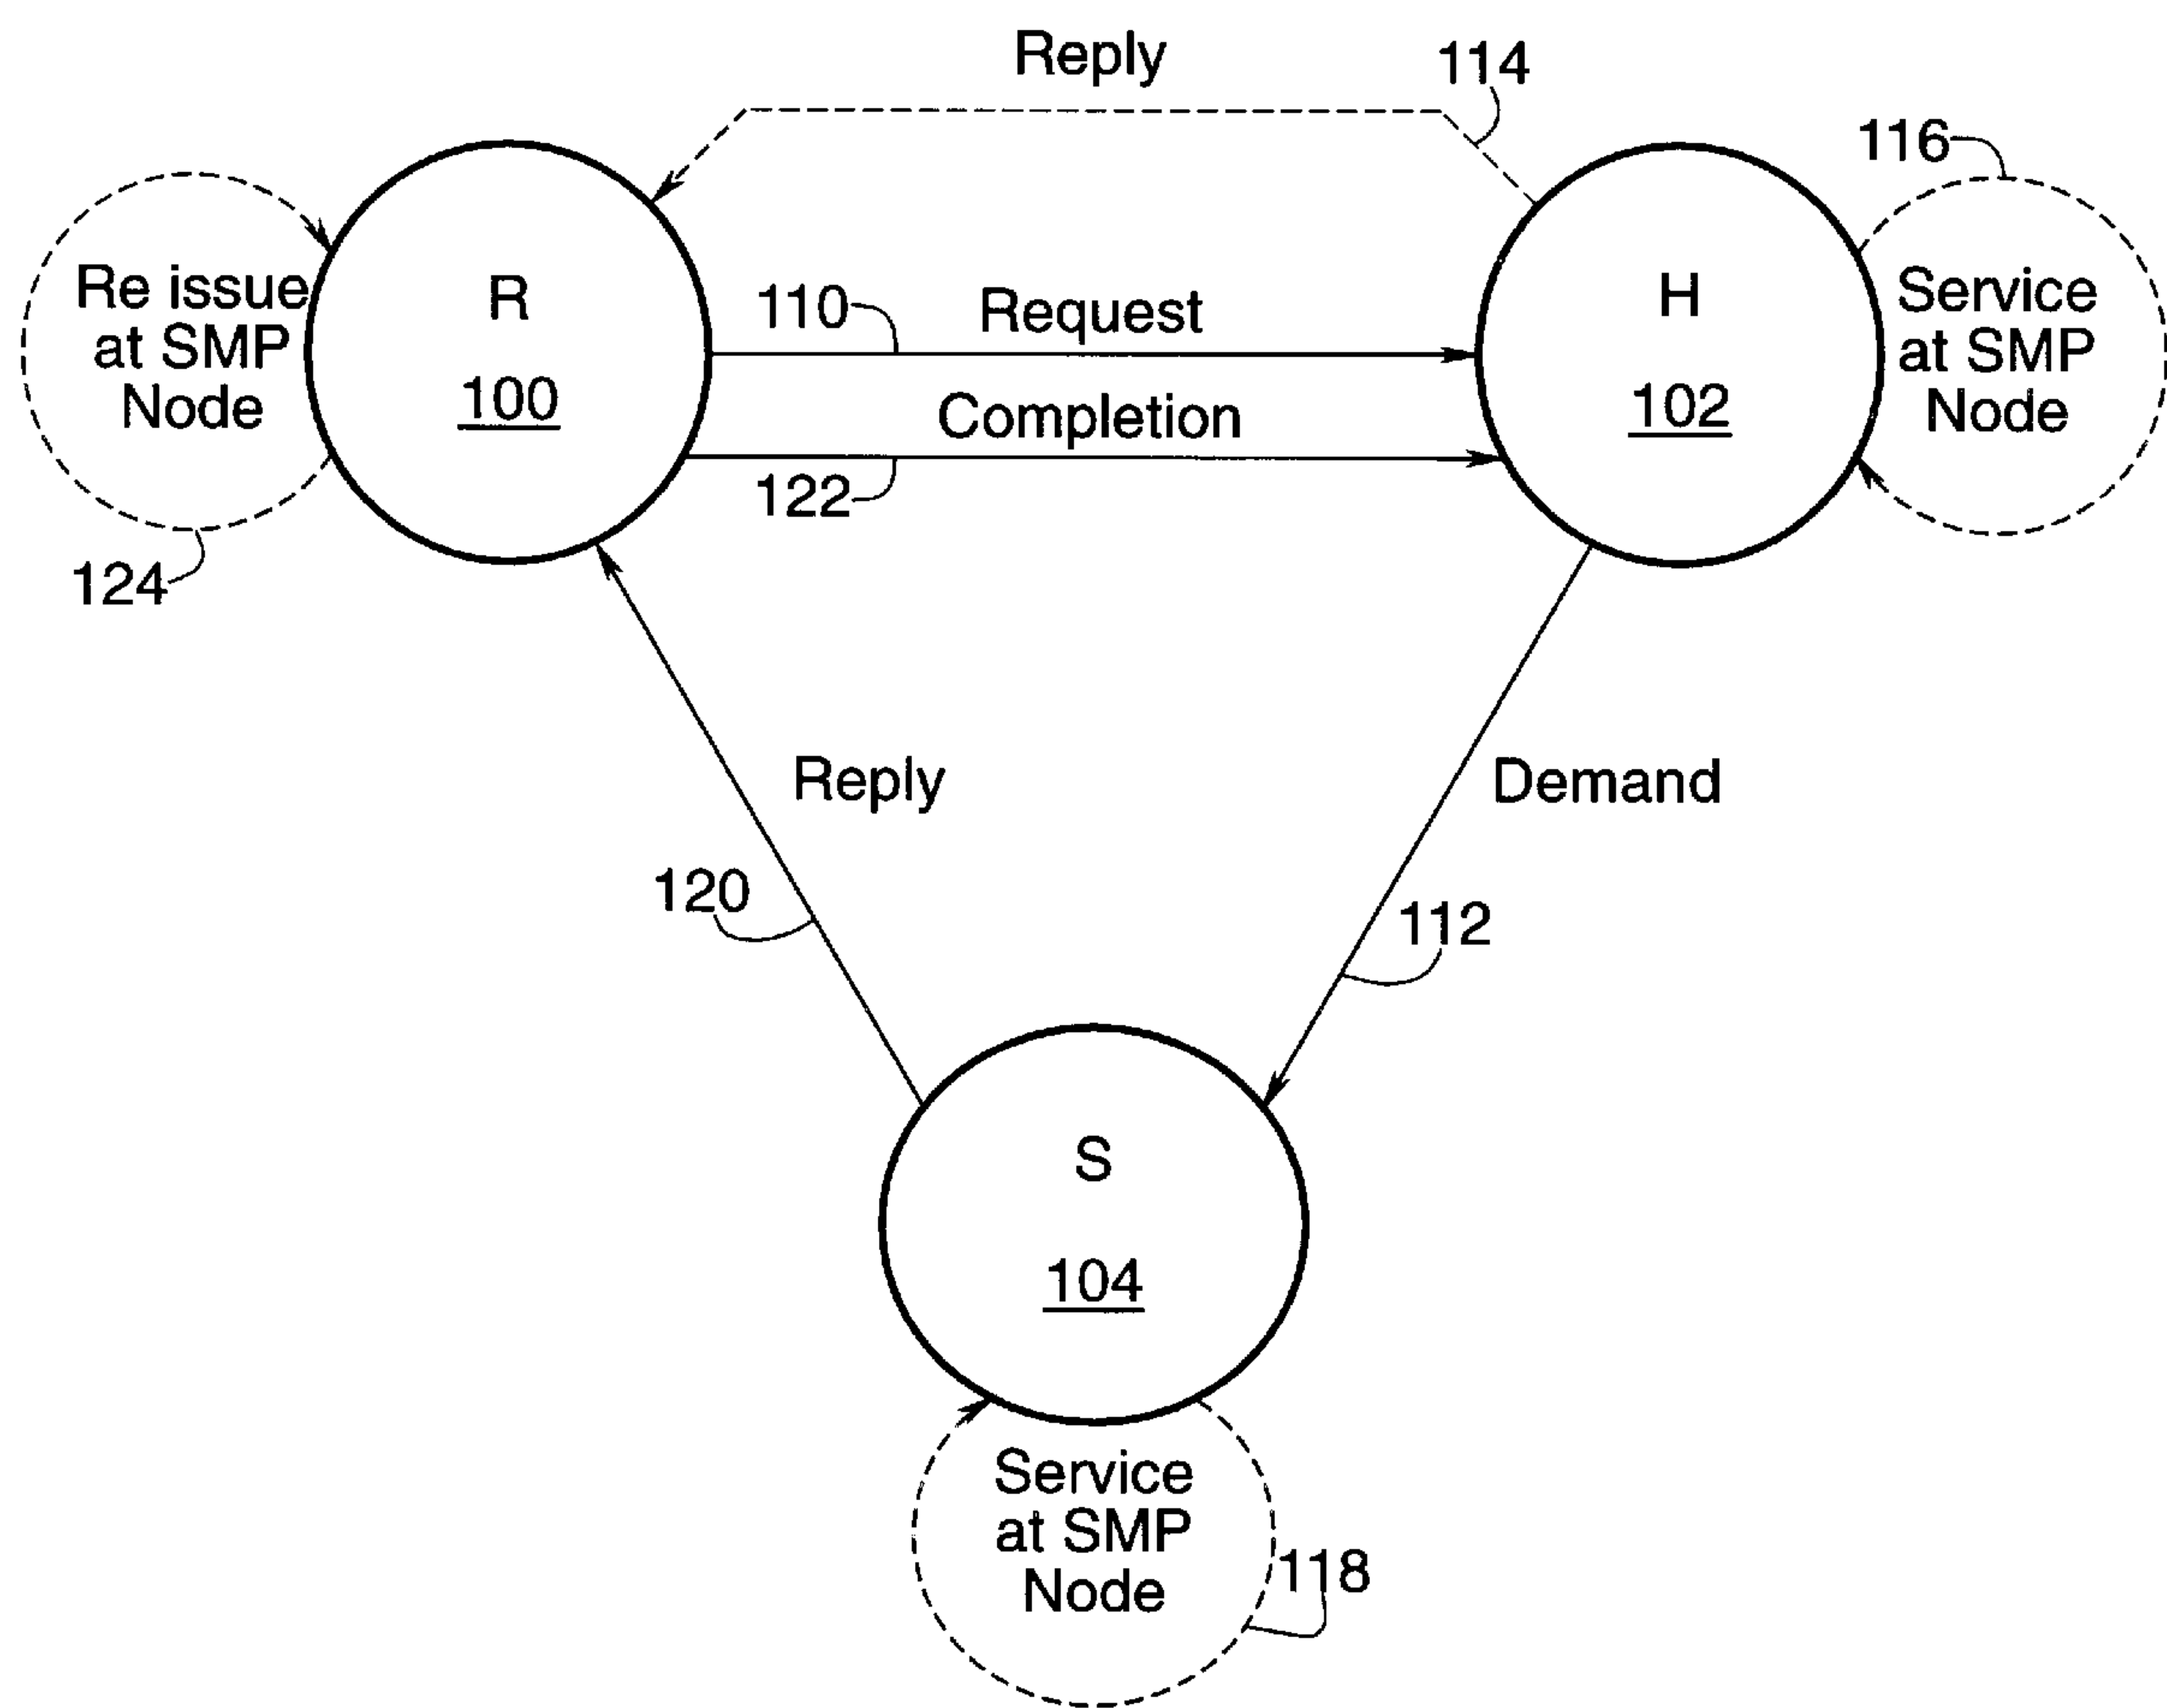 Reply
114
116
Re issue
at SMP
Node
R
100
110
Request
Completion
122
H
102
Service
at SMP
Node
124
Reply
Demand
120
112
S
104
Service
at SMP
Node
118